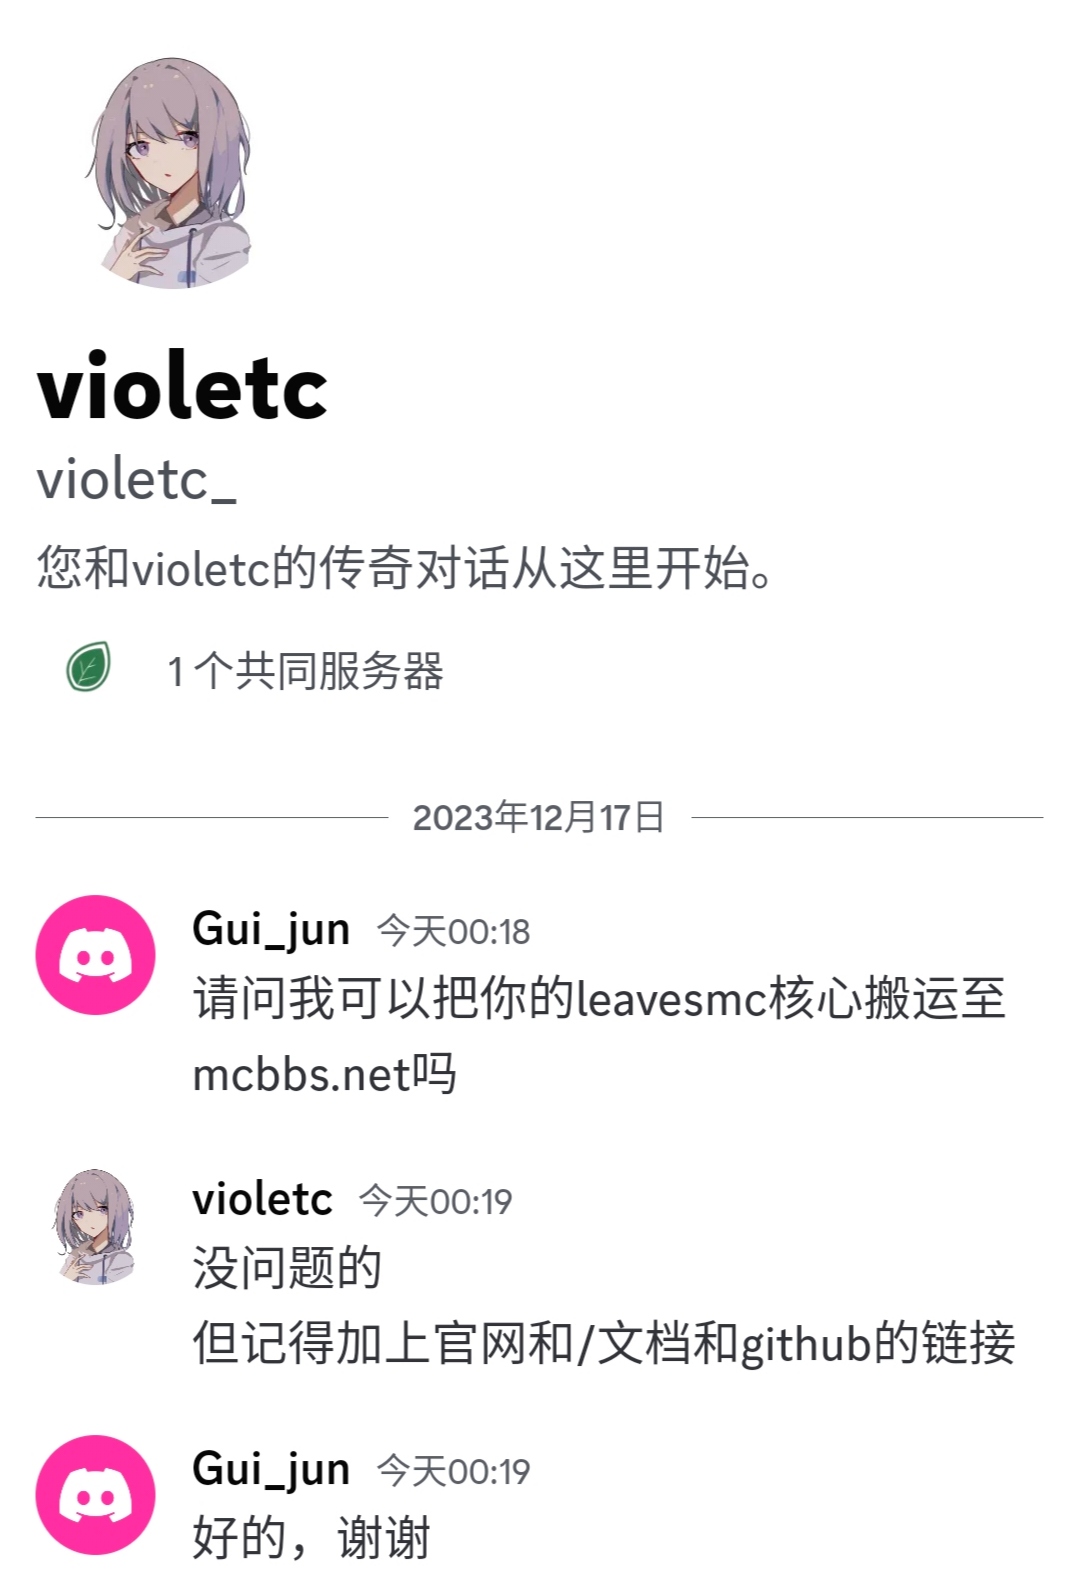 violetc
violetc_
您和violetc的传奇对话从这里开始。
1个共同服务器
2023年12月17日
Gui_jun 今天00:18
请问我可以把你的leavesmc核心搬运至
mcbbs.net吗
violetc 今天00:19
没问题的
但记得加上官网和/文档和github的链接
Gui_jun 今天00:19
好的，谢谢